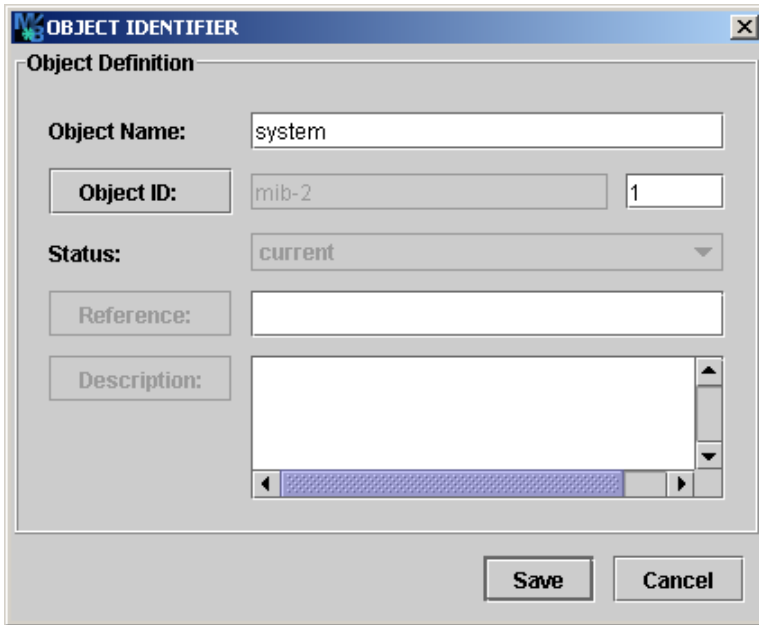 OBJECT IDENTIFIER
Object Definition
Object Name: system
Object ID: mib-2 1
Status: current
Reference:
Description:
Save Cancel